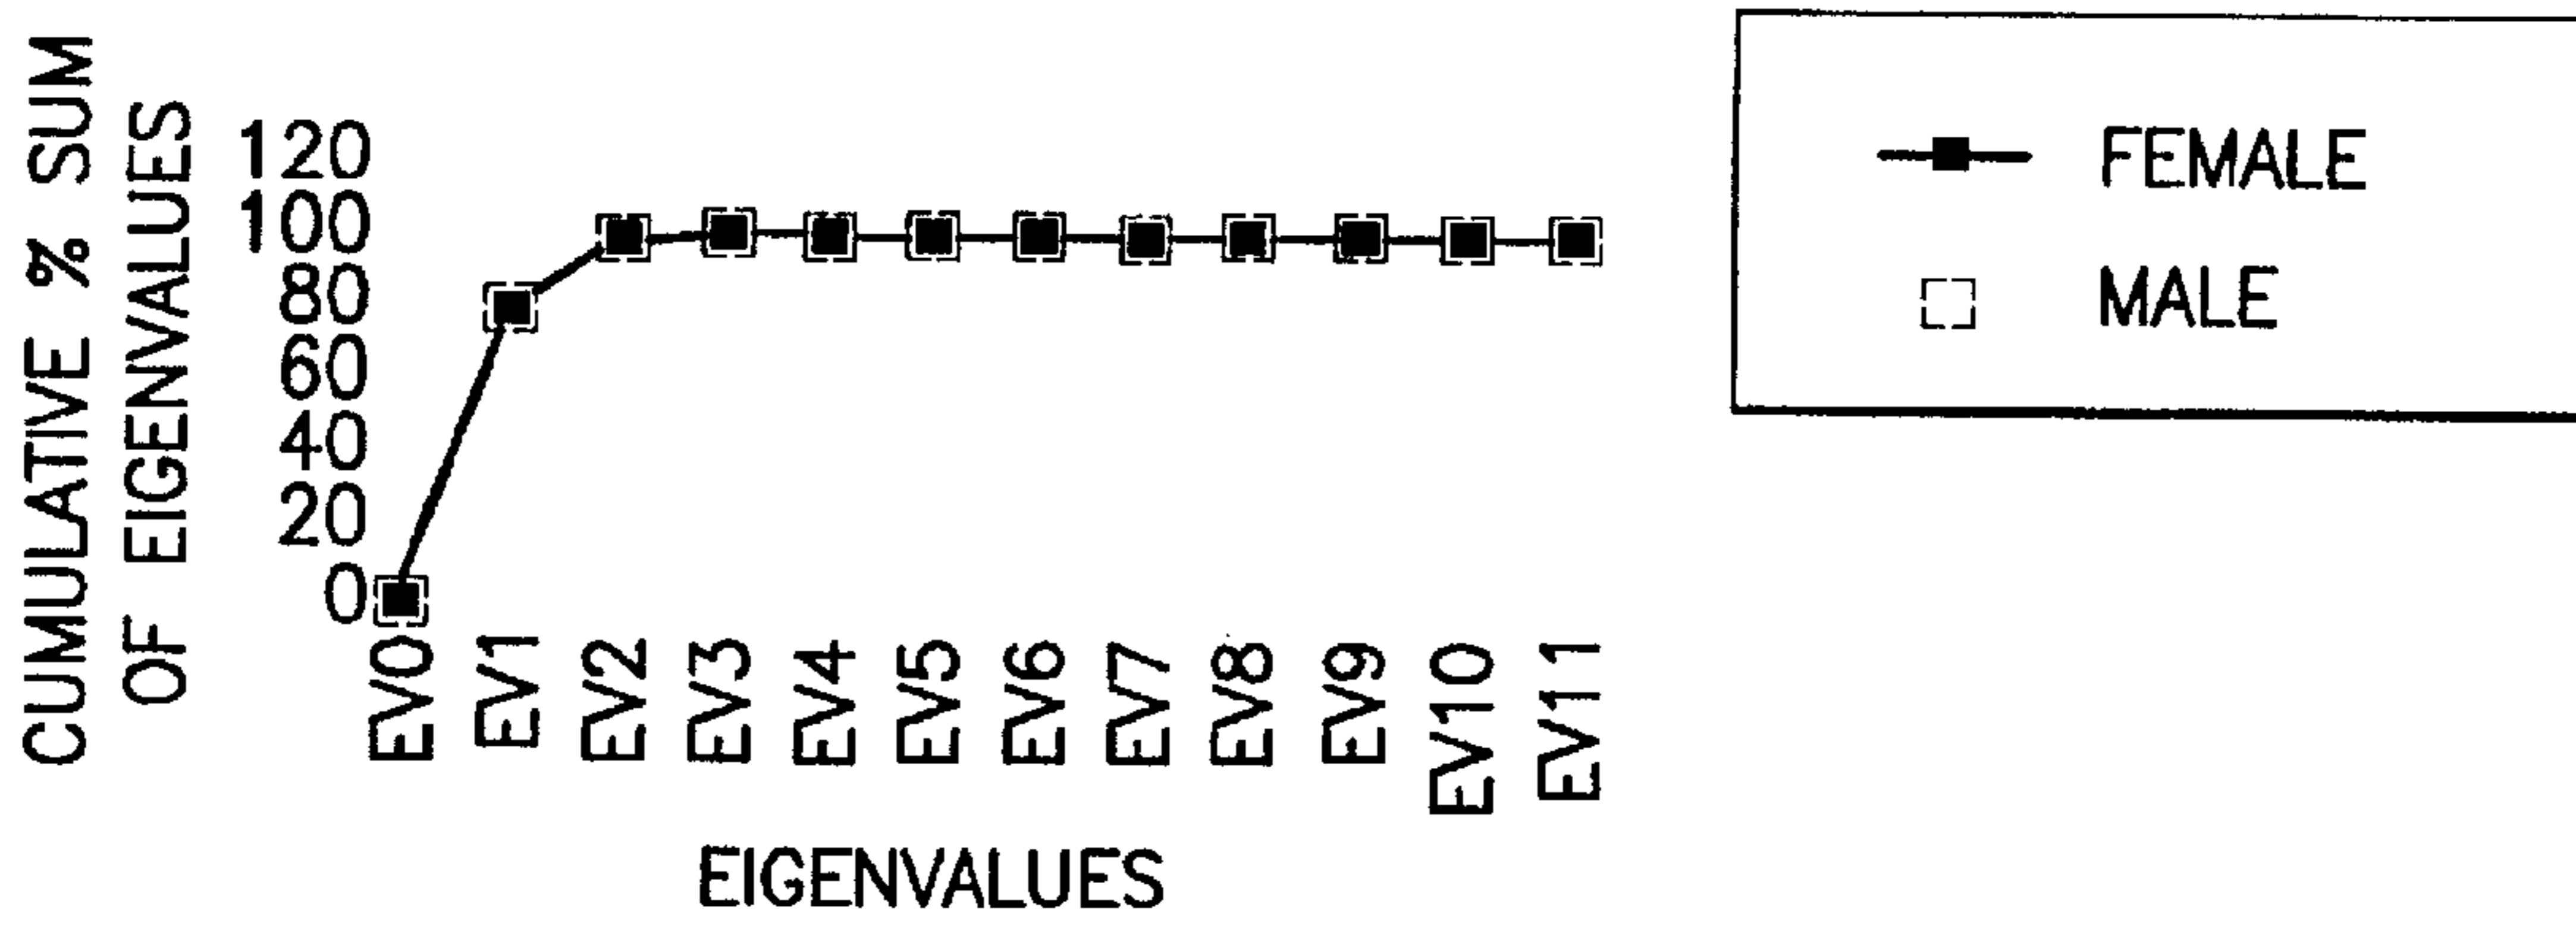 CUMULATIVE % SUM
OF EIGENVALUES
120
100
80
60
40
20
0
EV0
EV1
EV2
EV3
EV4
EV5
EV6
EV7
EV8
EV9
EV10
EV11
EIGENVALUES
FEMALE
MALE